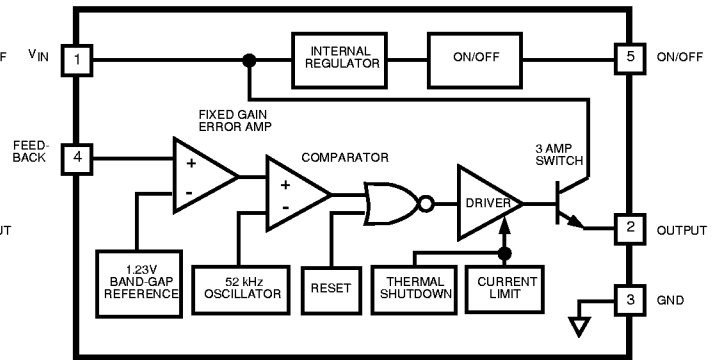 F
V IN
1
INTERNAL
REGULATOR
ON/OFF
5
ON/OFF
FIXED GAIN
ERROR AMP
FEED-
BACK
4
+
-
COMPARATOR
+
-
3 AMP
SWITCH
DRIVER
2
OUTPUT
UT
1.23V
BAND-GAP
REFERENCE
52 kHz
OSCILLATOR
RESET
THERMAL
SHUTDOWN
CURRENT
LIMIT
3
GND